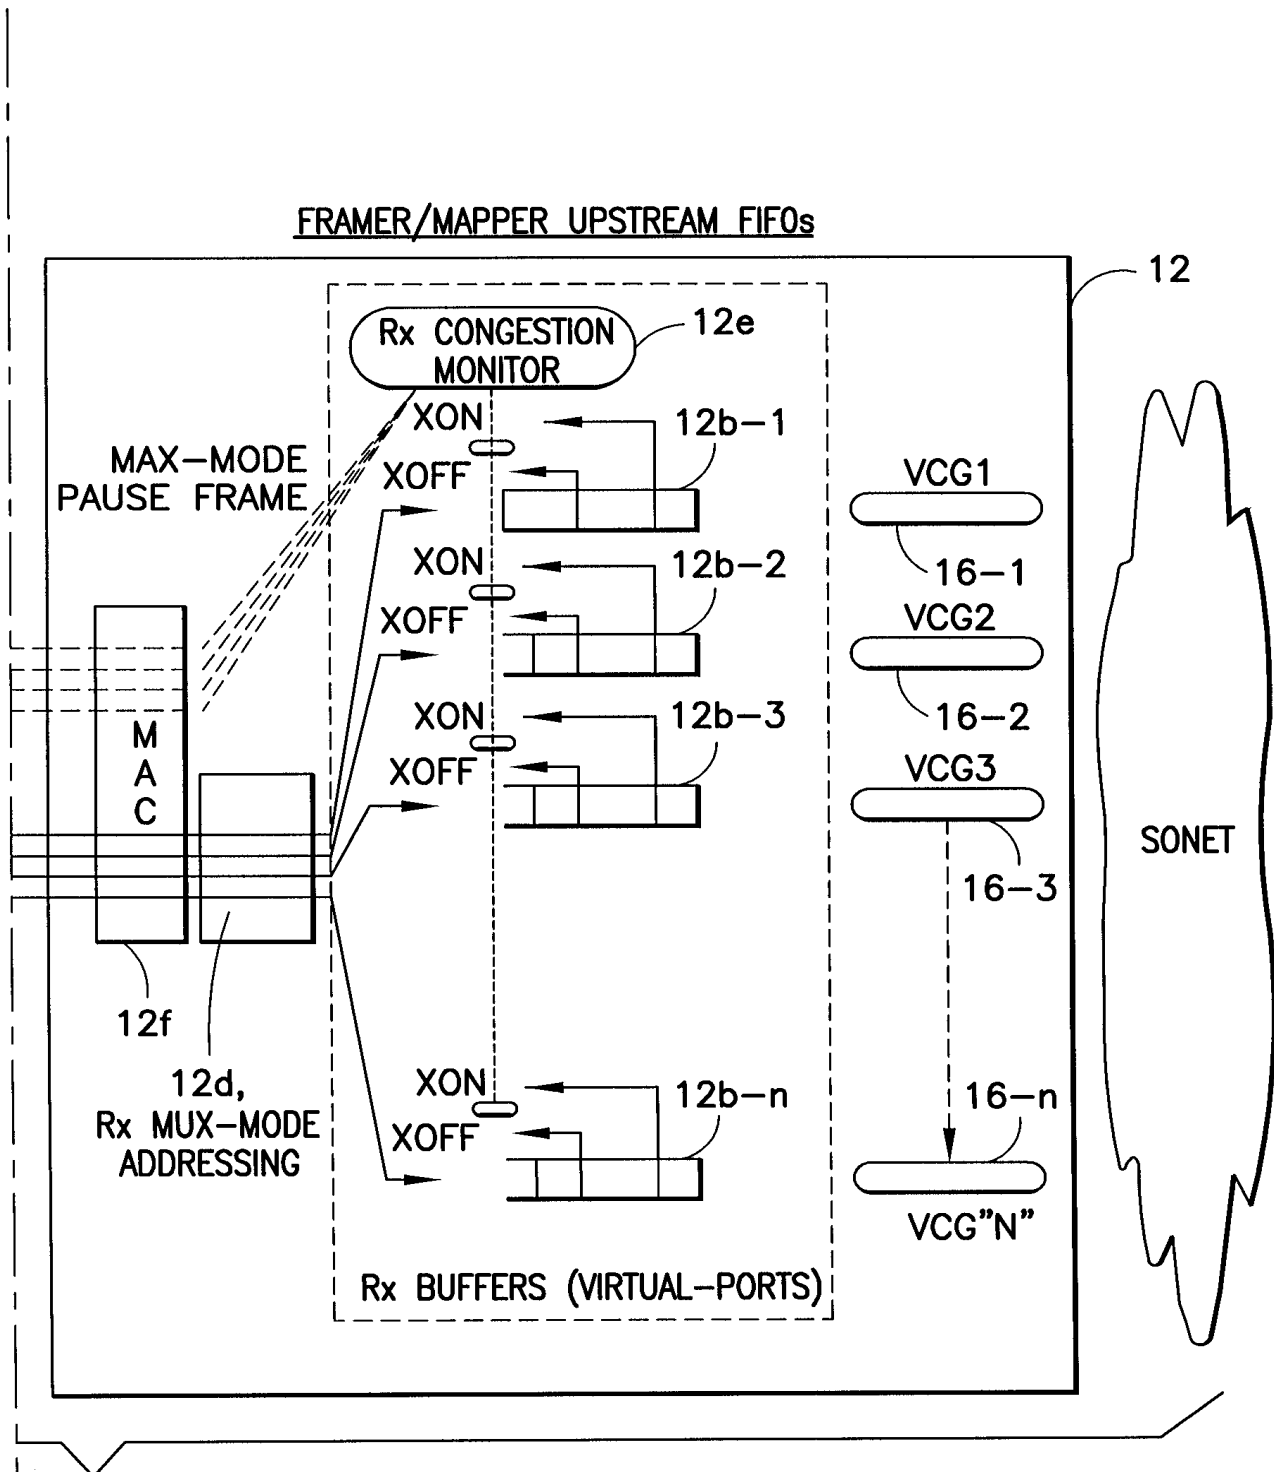 FRAMER/MAPPER UPSTREAM FIFOs
12
Rx CONGESTION
MONITOR
12e
XON
12b-1
MAX-MODE
PAUSE FRAME
XOFF
VCG1
16-1
XON
12b-2
XOFF
VCG2
16-2
XON
12b-3
XOFF
VCG3
16-3
MAC
SONET
12f
12d,
Rx MUX-MODE
ADDRESSING
XON
12b-n
XOFF
16-n
VCG"N"
Rx BUFFERS (VIRTUAL-PORTS)